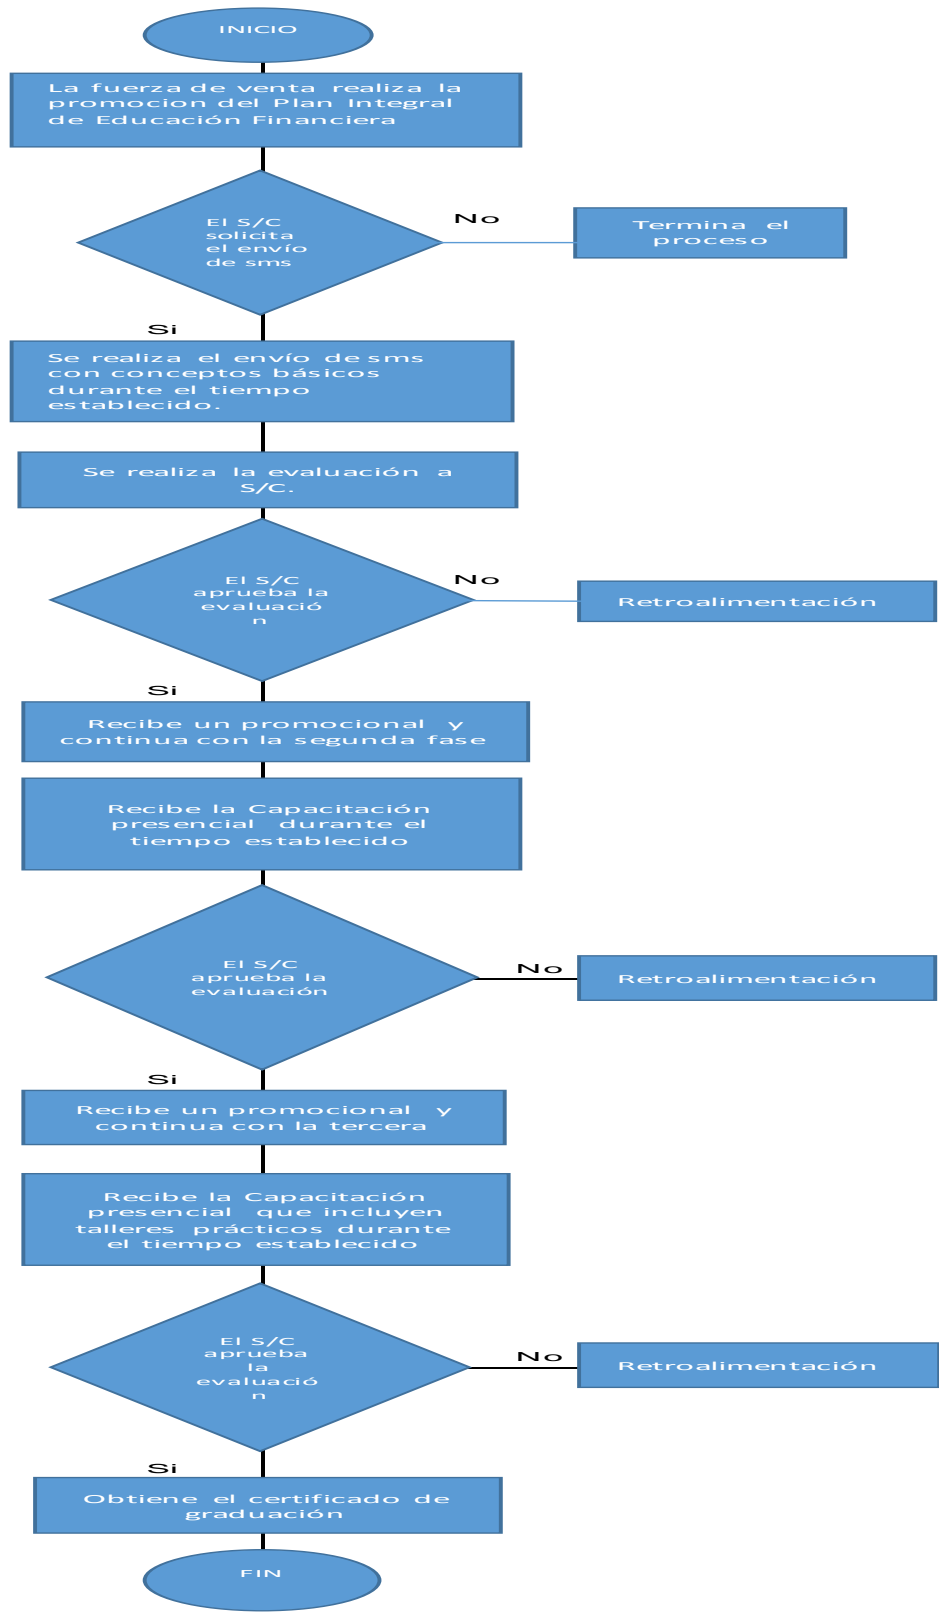 INICIO
La fuerza de venta realiza la
promocion del Plan Integral
de Educación Financiera
El S/C
solicita
el envío
de sms
No
Termina el
proceso
Si
Se realiza el envío de sms
con conceptos básicos
durante el tiempo
establecido.
Se realiza la evaluación a
S/C.
El S/C
aprueba la
evaluació
n
No
Retroalimentación
Si
Recibe un promocional y
continua con la segunda fase
Recibe la Capacitación
presencial durante el
tiempo establecido
El S/C
aprueba la
evaluación
No
Retroalimentación
Si
Recibe un promocional y
continua con la tercera
Recibe la Capacitación
presencial que incluyen
talleres prácticos durante
el tiempo establecido
El S/C
aprueba
la
evaluació
n
No
Retroalimentación
Si
Obtiene el certificado de
graduación
FIN